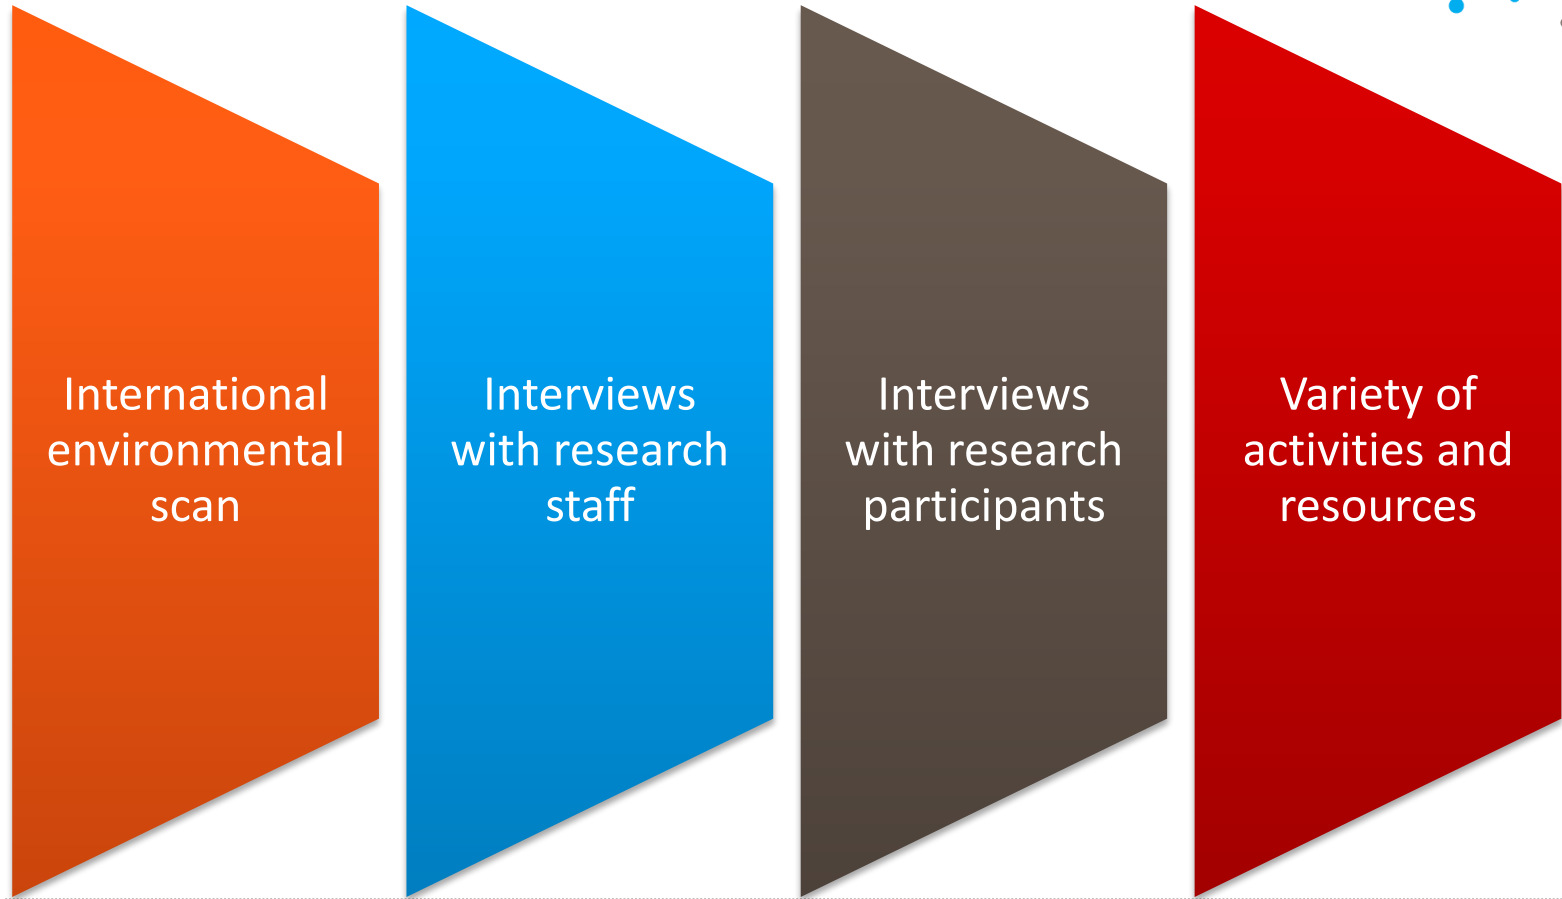 International
environmental
scan
Interviews
with research
staff
Interviews
with research
participants
Variety of
activities and
resources